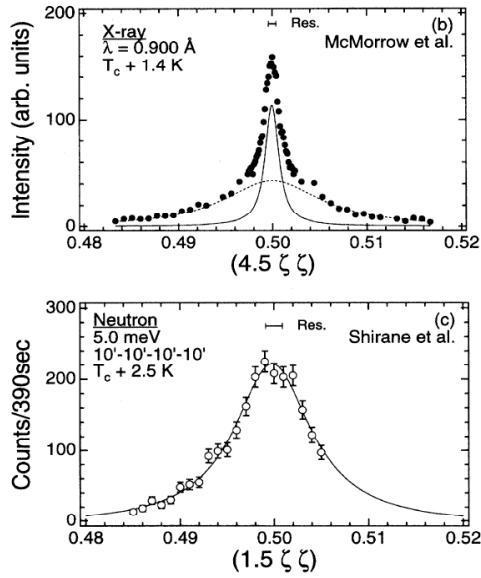 Res. (b)
X-ray McMorrow et al.
λ = 0.900 Å
T_c + 1.4 K
Intensity (arb. units)
200
100
0
0.48 0.49 0.50 0.51 0.52
(4.5 ζ ζ)
Neutron Res. (c)
5.0 meV Shirane et al.
10'-10'-10'-10'
T_c + 2.5 K
Counts/390sec
300
200
100
0
0.48 0.49 0.50 0.51 0.52
(1.5 ζ ζ)